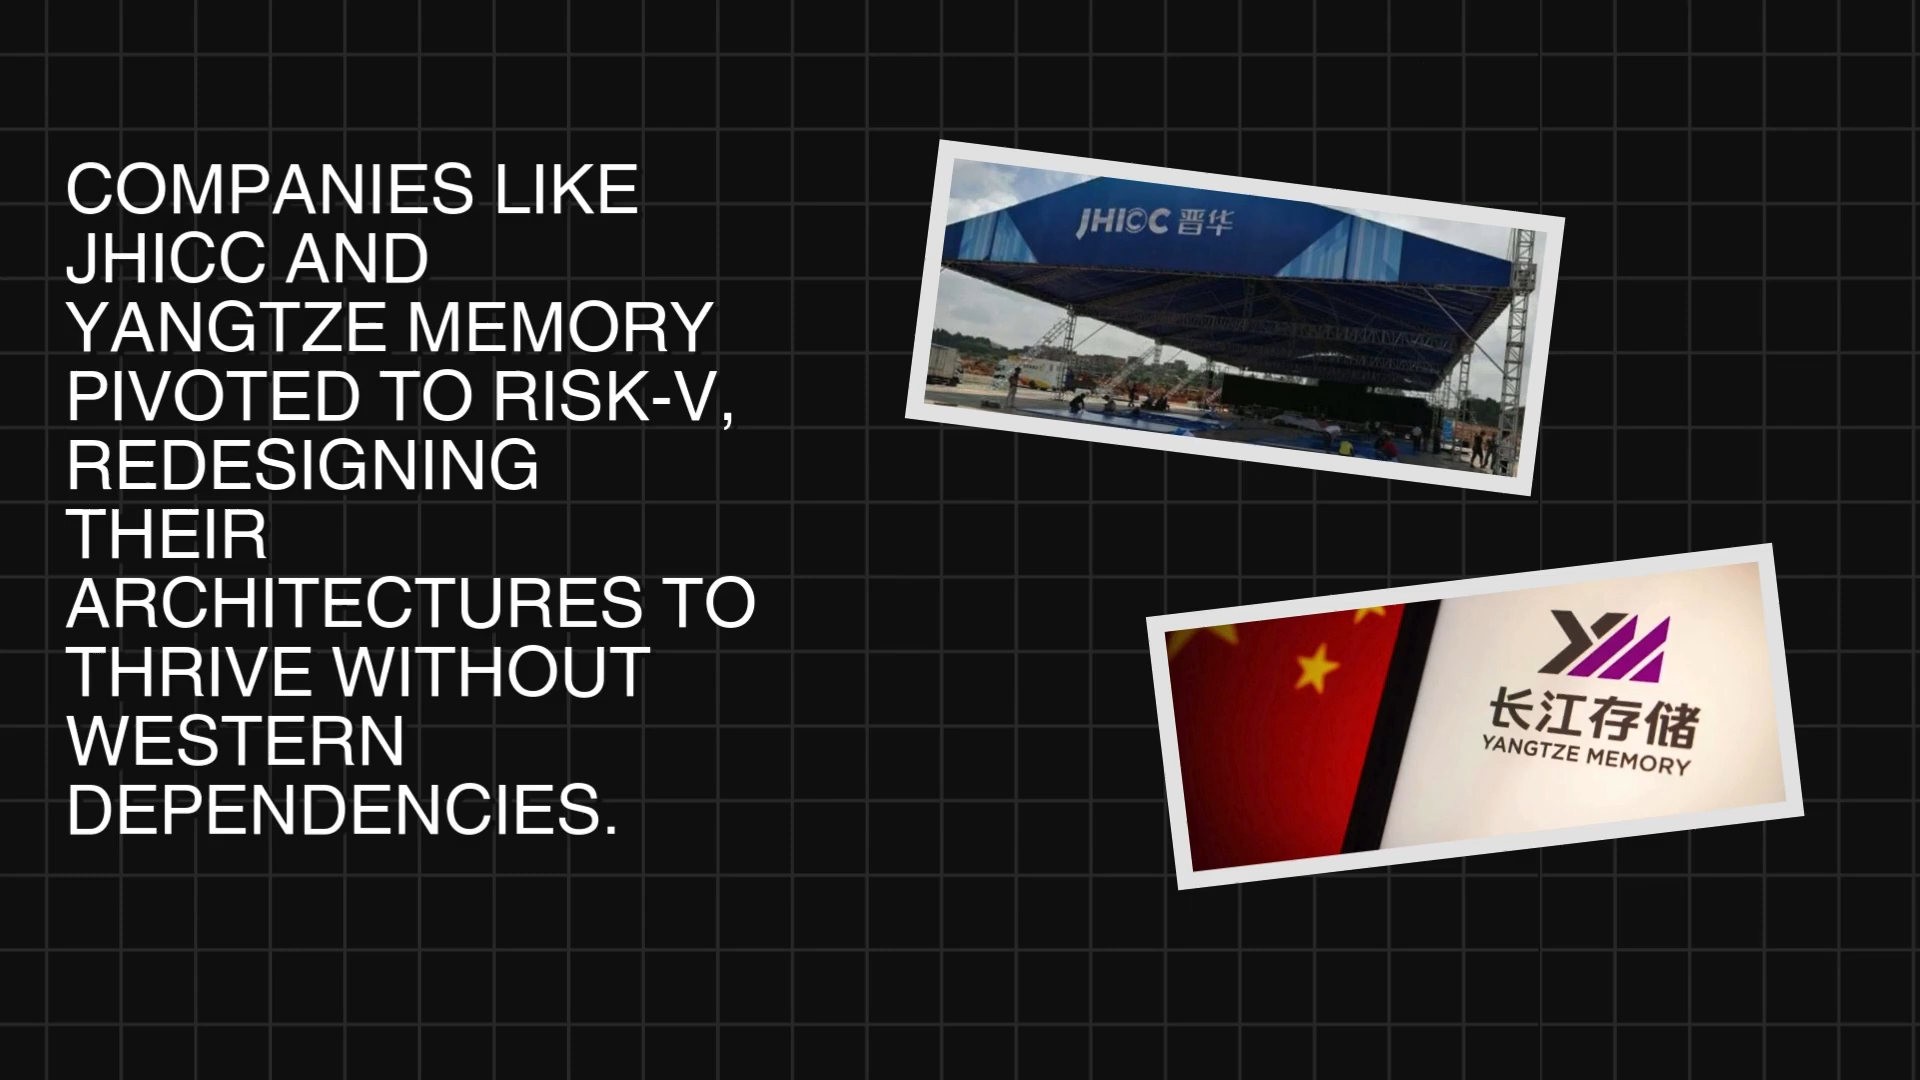 COMPANIES LIKE
JHICC AND
YANGTZE MEMORY
PIVOTED TO RISK-V,
REDESIGNING
THEIR
ARCHITECTURES TO
THRIVE WITHOUT
WESTERN
DEPENDENCIES.
JHICC 晋华
长江存储
YANGTZE MEMORY